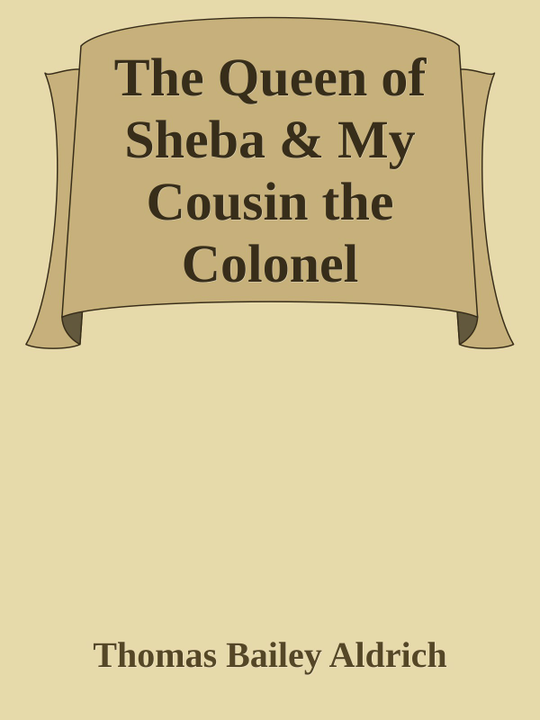 The Queen of
Sheba & My
Cousin the
Colonel
Thomas Bailey Aldrich